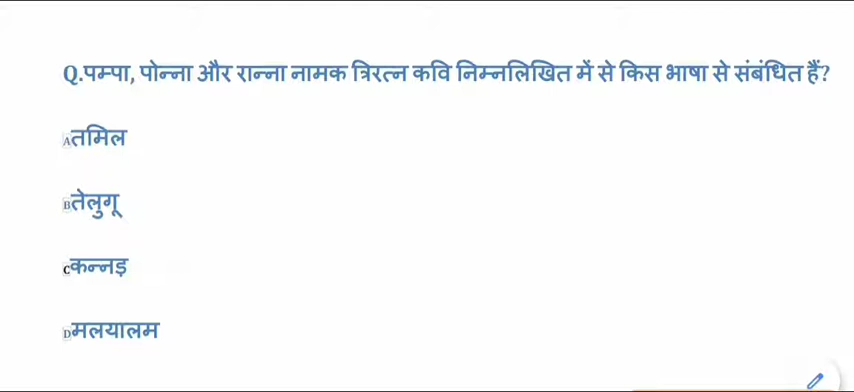 Q.पम्पा, पोन्ना और रान्ना नामक त्रिरत्न कवि निम्नलिखित में से किस भाषा से संबंधित हैं?
Aतमिल
Bतेलुगू
Cकन्नड़
Dमलयालम